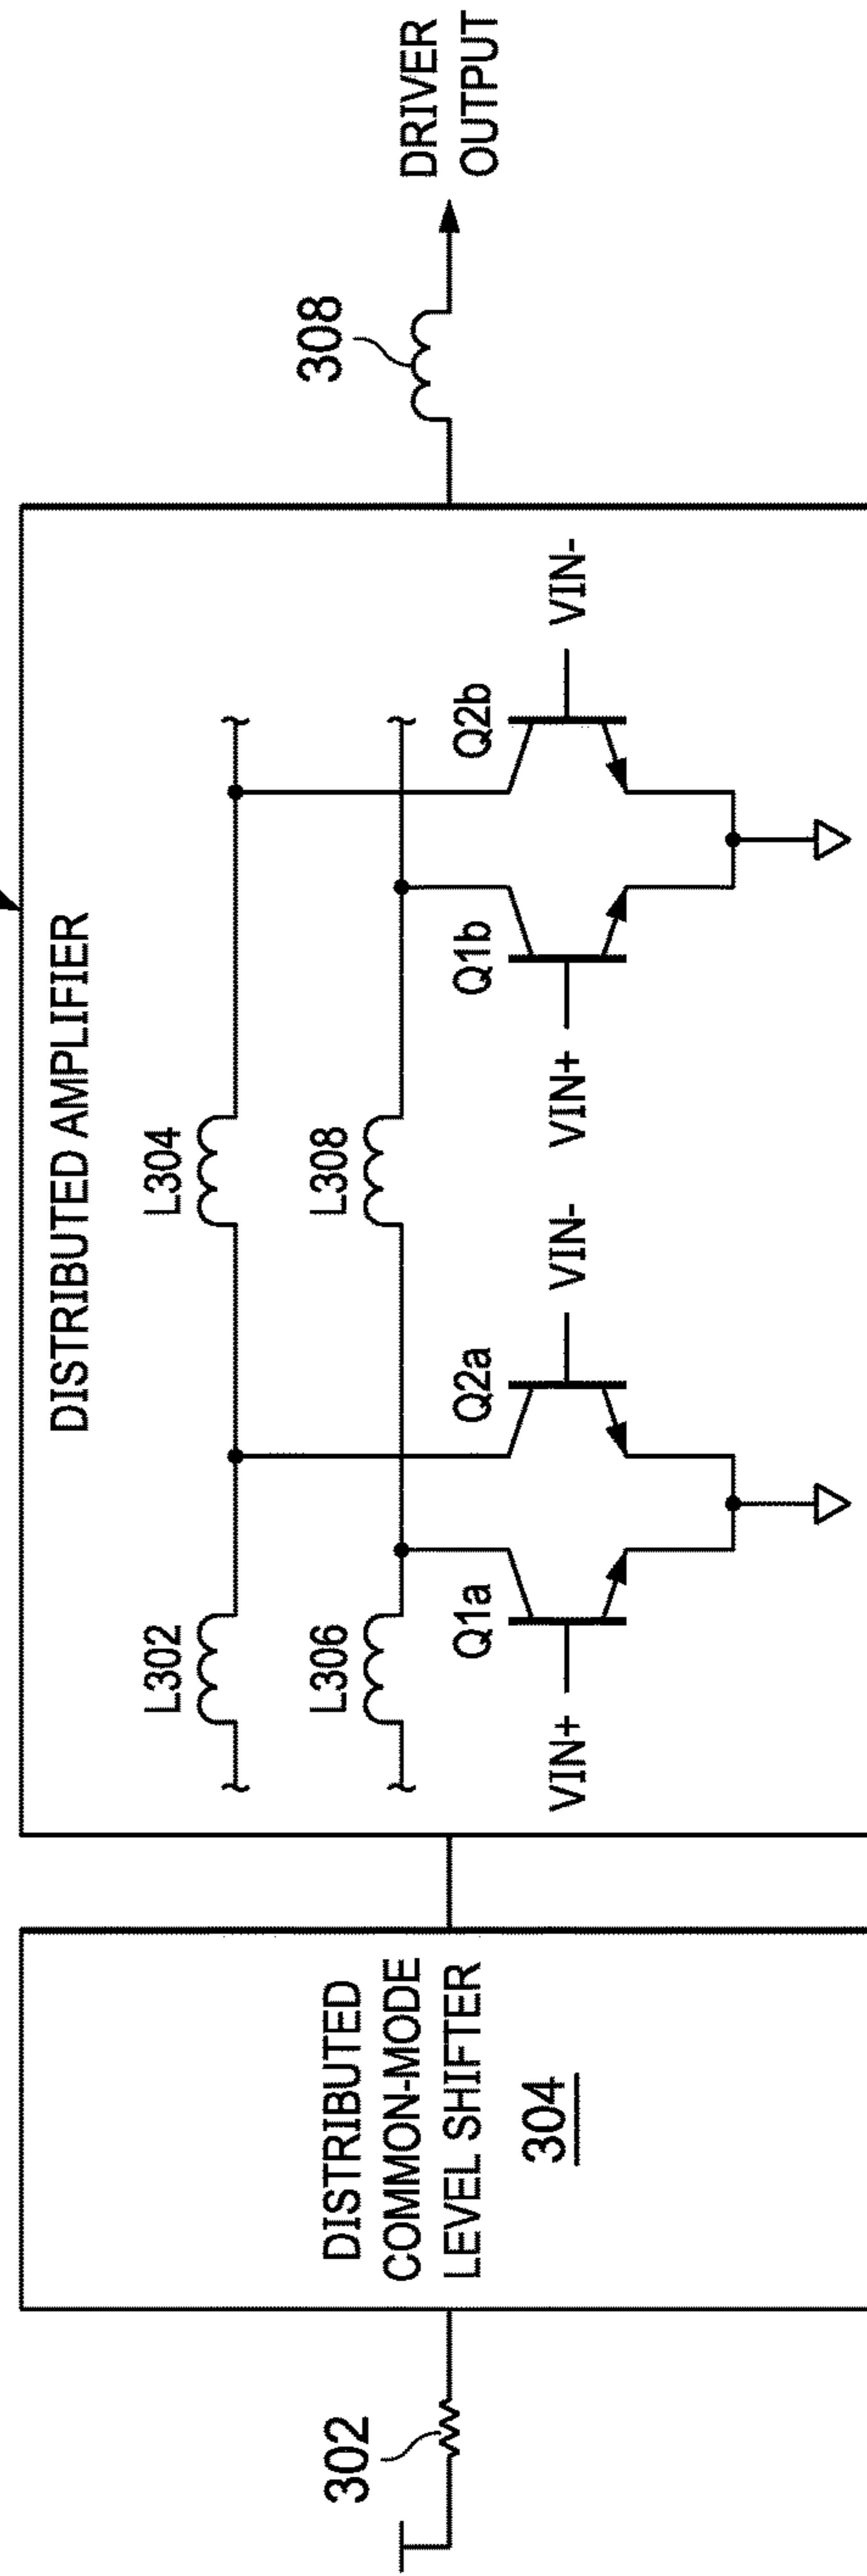 DISTRIBUTED AMPLIFIER
L302
L304
L306
L308
Q1a
Q2a
Q1b
Q2b
VIN+
VIN-
VIN+
VIN-
302
DISTRIBUTED
COMMON-MODE
LEVEL SHIFTER
304
308
DRIVER
OUTPUT